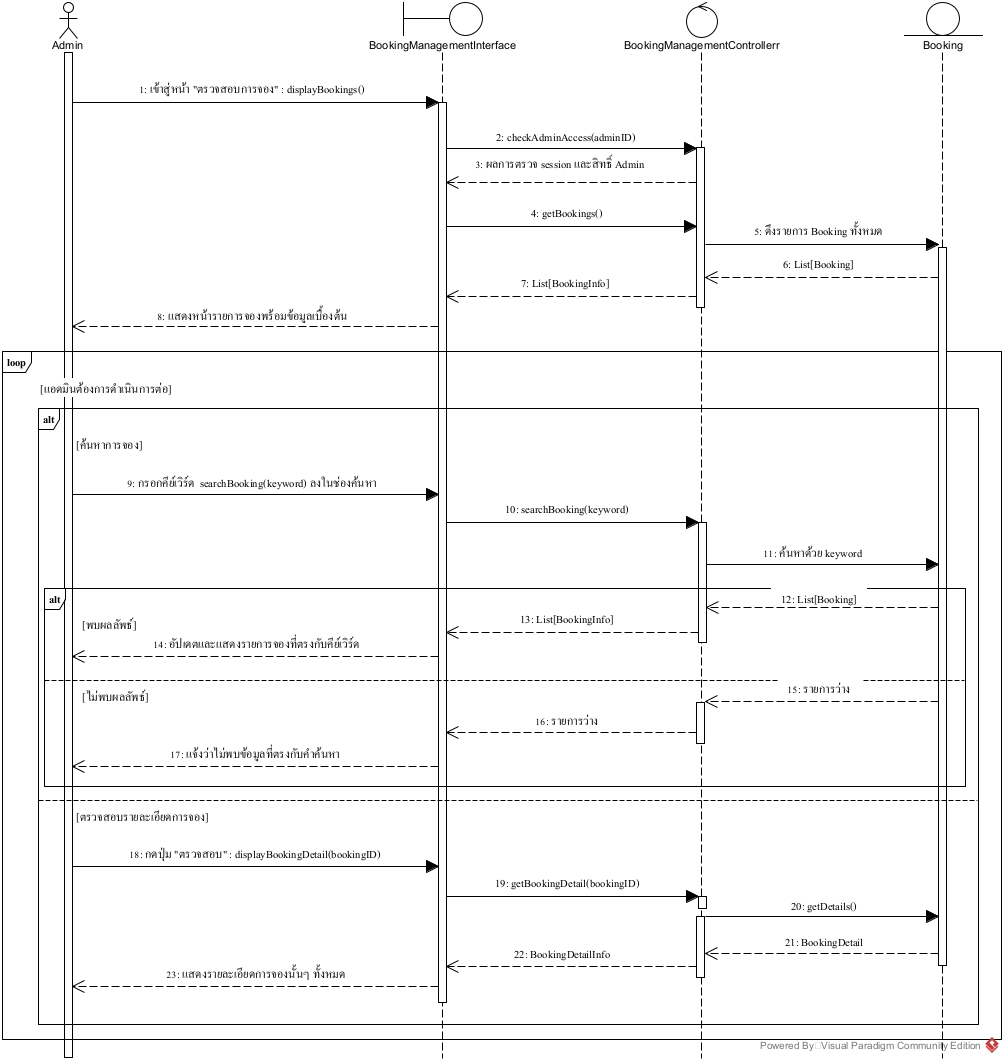 Admin
BookingManagementInterface
BookingManagementControllerr
Booking
1: เข้าสู่หน้า "ตรวจสอบการจอง" : displayBookings()
2: checkAdminAccess(adminID)
3: ผลการตรวจ session และสิทธิ์ Admin
4: getBookings()
5: ดึงรายการ Booking ทั้งหมด
6: List[Booking]
7: List[BookingInfo]
8: แสดงหน้ารายการจองพร้อมข้อมูลเบื้องต้น
loop
[แอดมินต้องการดำเนินการต่อ]
alt
[ค้นหาการจอง]
9: กรอกคีย์เวิร์ด searchBooking(keyword) ลงในช่องค้นหา
10: searchBooking(keyword)
11: ค้นหาด้วย keyword
alt
12: List[Booking]
13: List[BookingInfo]
[พบผลลัพธ์]
14: อัปเดตและแสดงรายการจองที่ตรงกับคีย์เวิร์ด
15: รายการว่าง
[ไม่พบผลลัพธ์]
16: รายการว่าง
17: แจ้งว่าไม่พบข้อมูลที่ตรงกับคำค้นหา
[ตรวจสอบรายละเอียดการจอง]
18: กดปุ่ม "ตรวจสอบ" : displayBookingDetail(bookingID)
19: getBookingDetail(bookingID)
20: getDetails()
21: BookingDetail
22: BookingDetailInfo
23: แสดงรายละเอียดการจองนั้นๆ ทั้งหมด
Powered By Visual Paradigm Community Edition